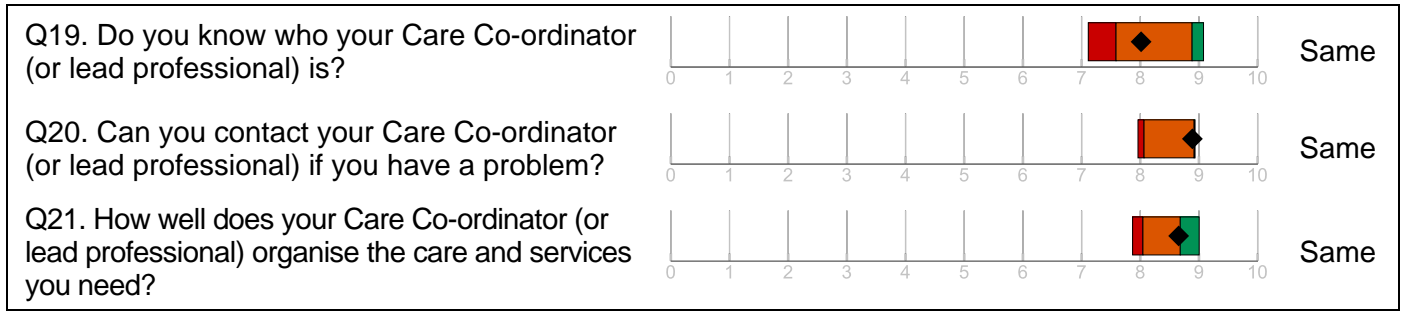 Q19. Do you know who your Care Co-ordinator
(or lead professional) is?
Same
0 1 2 3 4 5 6 7 8 9 10
Q20. Can you contact your Care Co-ordinator
(or lead professional) if you have a problem?
Same
0 1 2 3 4 5 6 7 8 9 10
Q21. How well does your Care Co-ordinator (or
lead professional) organise the care and services
you need?
Same
0 1 2 3 4 5 6 7 8 9 10